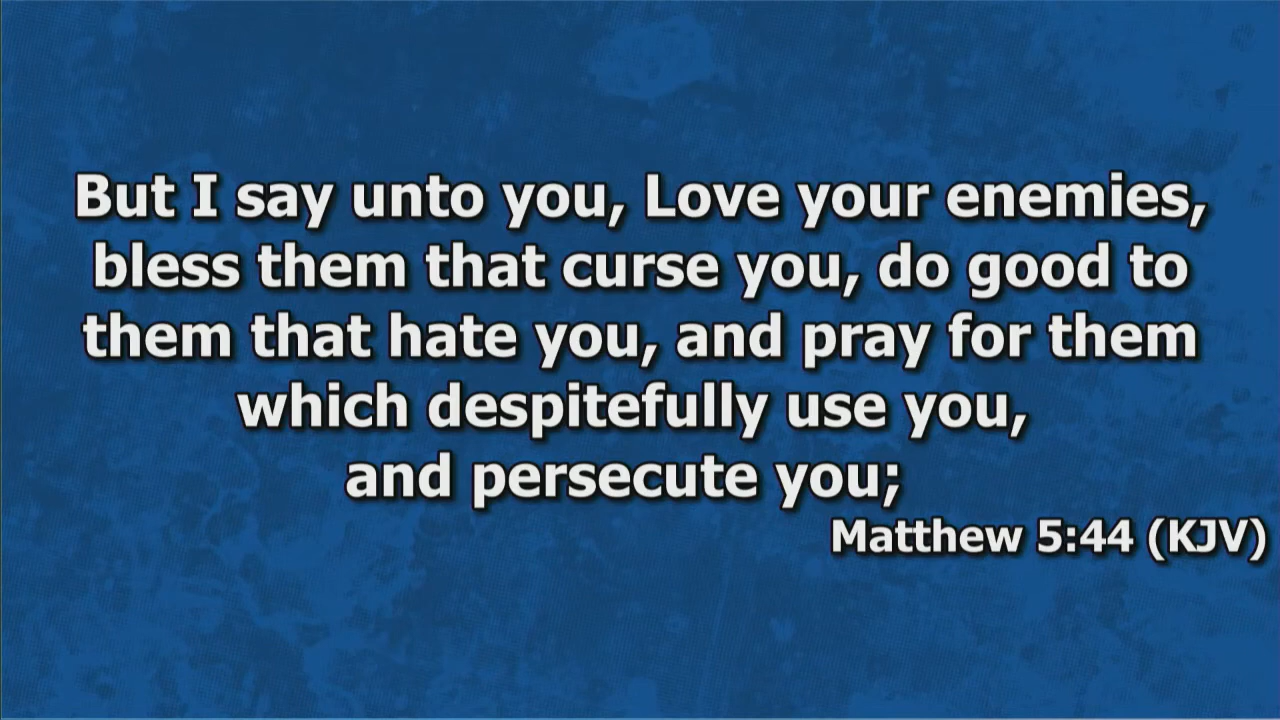 But I say unto you, Love your enemies,
bless them that curse you, do good to
them that hate you, and pray for them
which despitefully use you,
and persecute you;
Matthew 5:44 (KJV)